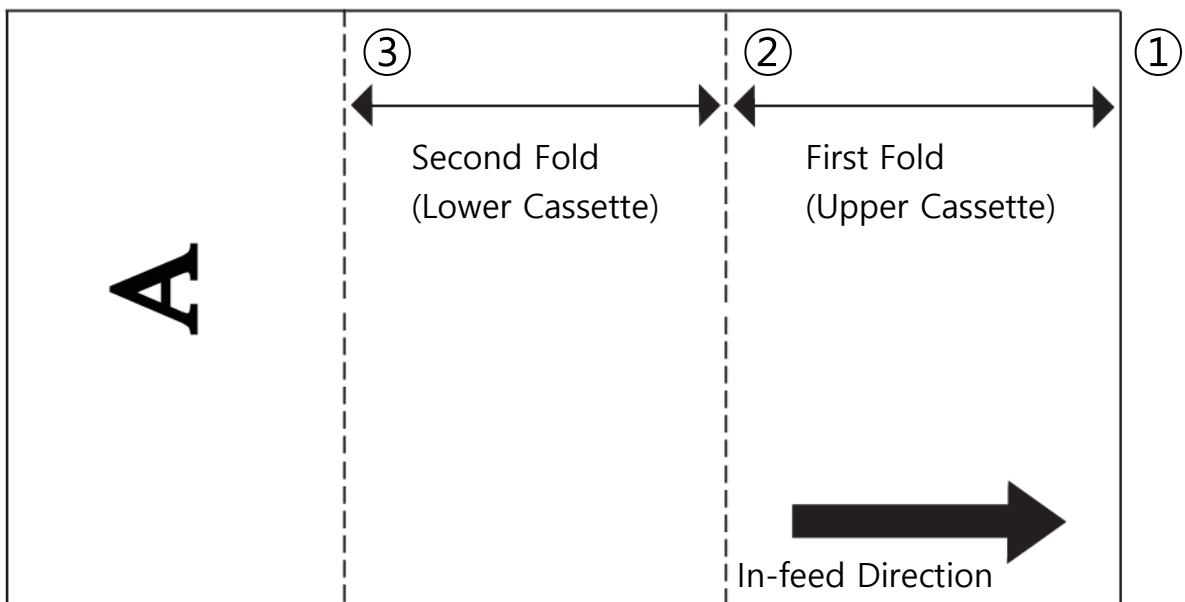 ③
②
①
Second Fold
(Lower Cassette)
First Fold
(Upper Cassette)
A
In-feed Direction